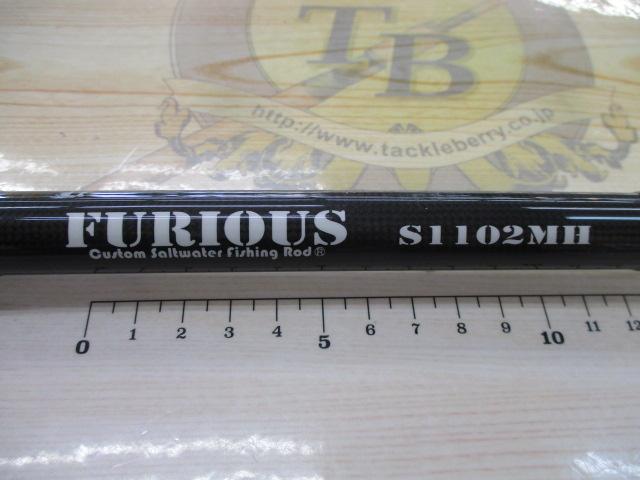 TB
http://www.tackleberry.co.jp
FURIOUS S1102MH
Custom Saltwater Fishing Rod®
0 1 2 3 4 5 6 7 8 9 10 11 12